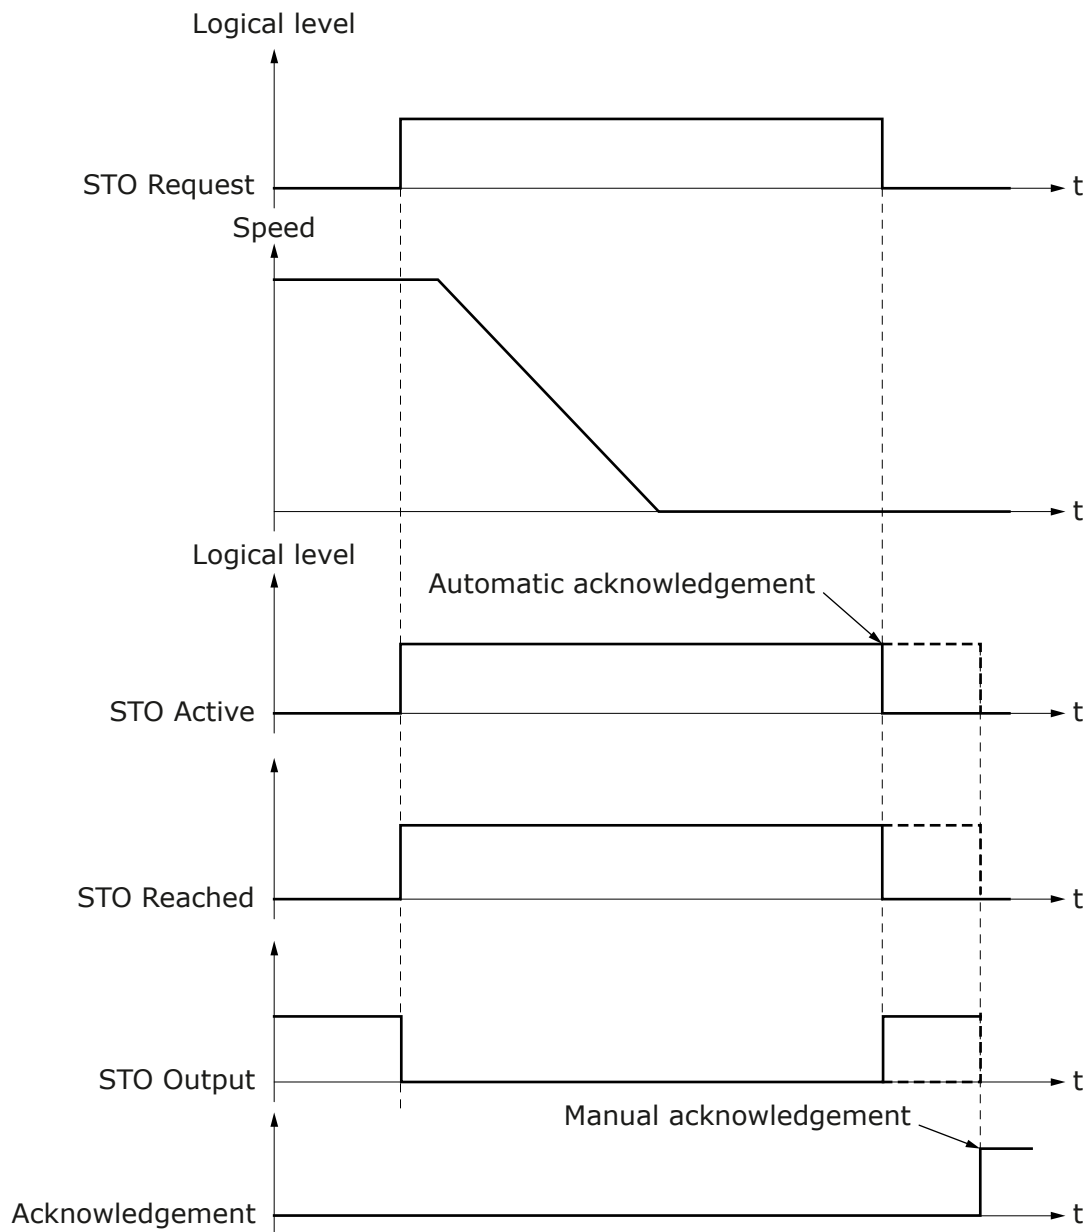 Logical level
STO Request
t
Speed
t
Logical level
Automatic acknowledgement
STO Active
t
STO Reached
t
STO Output
t
Manual acknowledgement
Acknowledgement
t